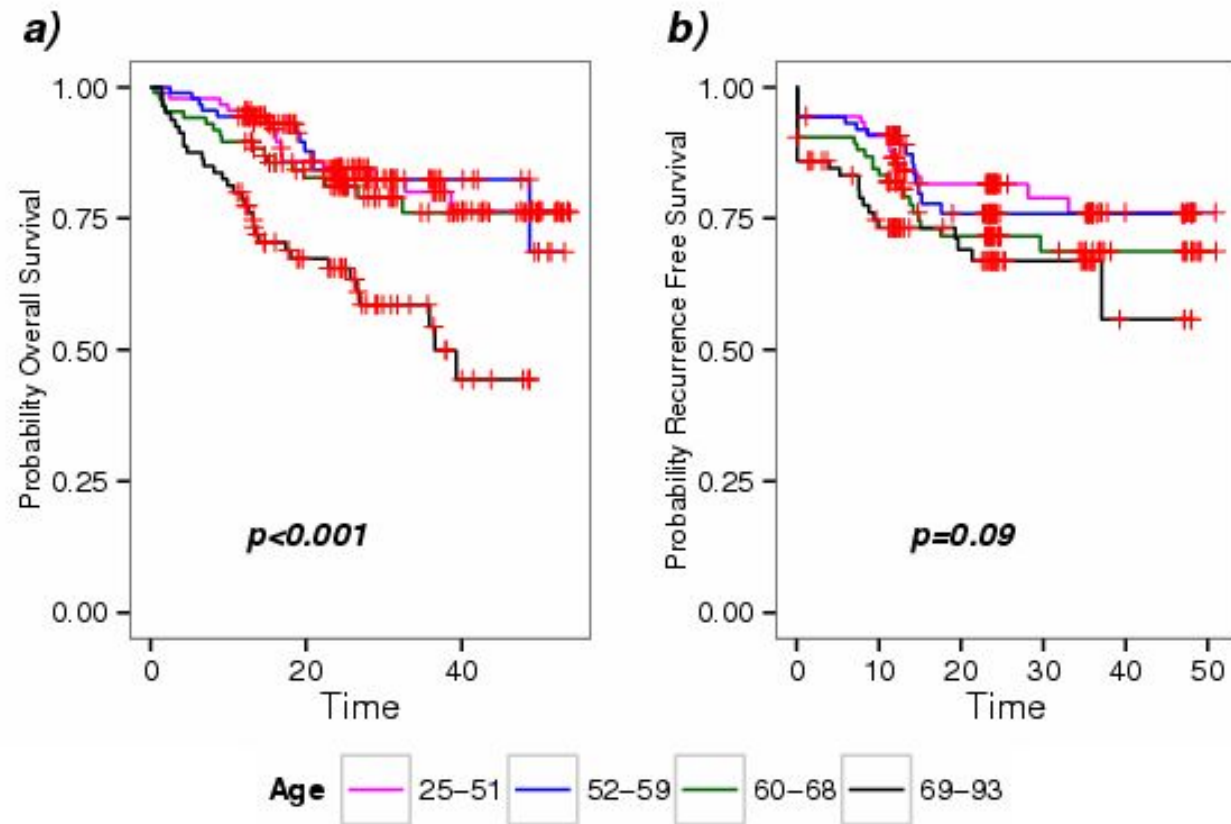 a)
Probability Overall Survival
1.00
0.75
0.50
0.25
0.00
p<0.001
0 20 40
Time
b)
Probability Recurrence Free Survival
1.00
0.75
0.50
0.25
0.00
p=0.09
0 10 20 30 40 50
Time
Age 25–51 52–59 60–68 69–93